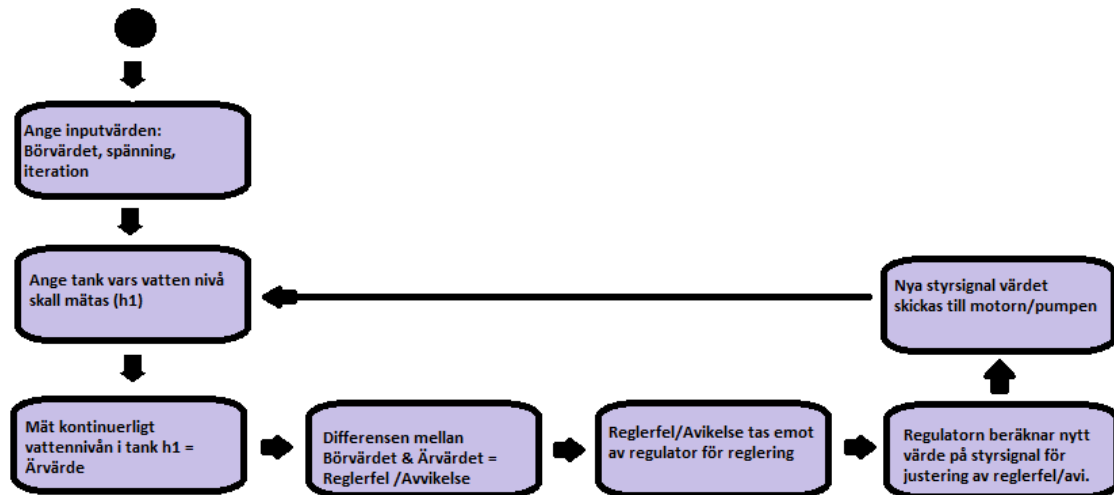 Ange inputvärden:
Börvärdet, spänning,
iteration
Ange tank vars vatten nivå
skall mätas (h1)
Mät kontinuerligt
vattennivån i tank h1 =
Ärvärde
Differensen mellan
Börvärdet & Ärvärdet =
Reglerfel /Avvikelse
Reglerfel/Avikelse tas emot
av regulator för reglering
Regulatorn beräknar nytt
värde på styrsignal för
justering av reglerfel/avi.
Nya styrsignal värdet
skickas till motorn/pumpen